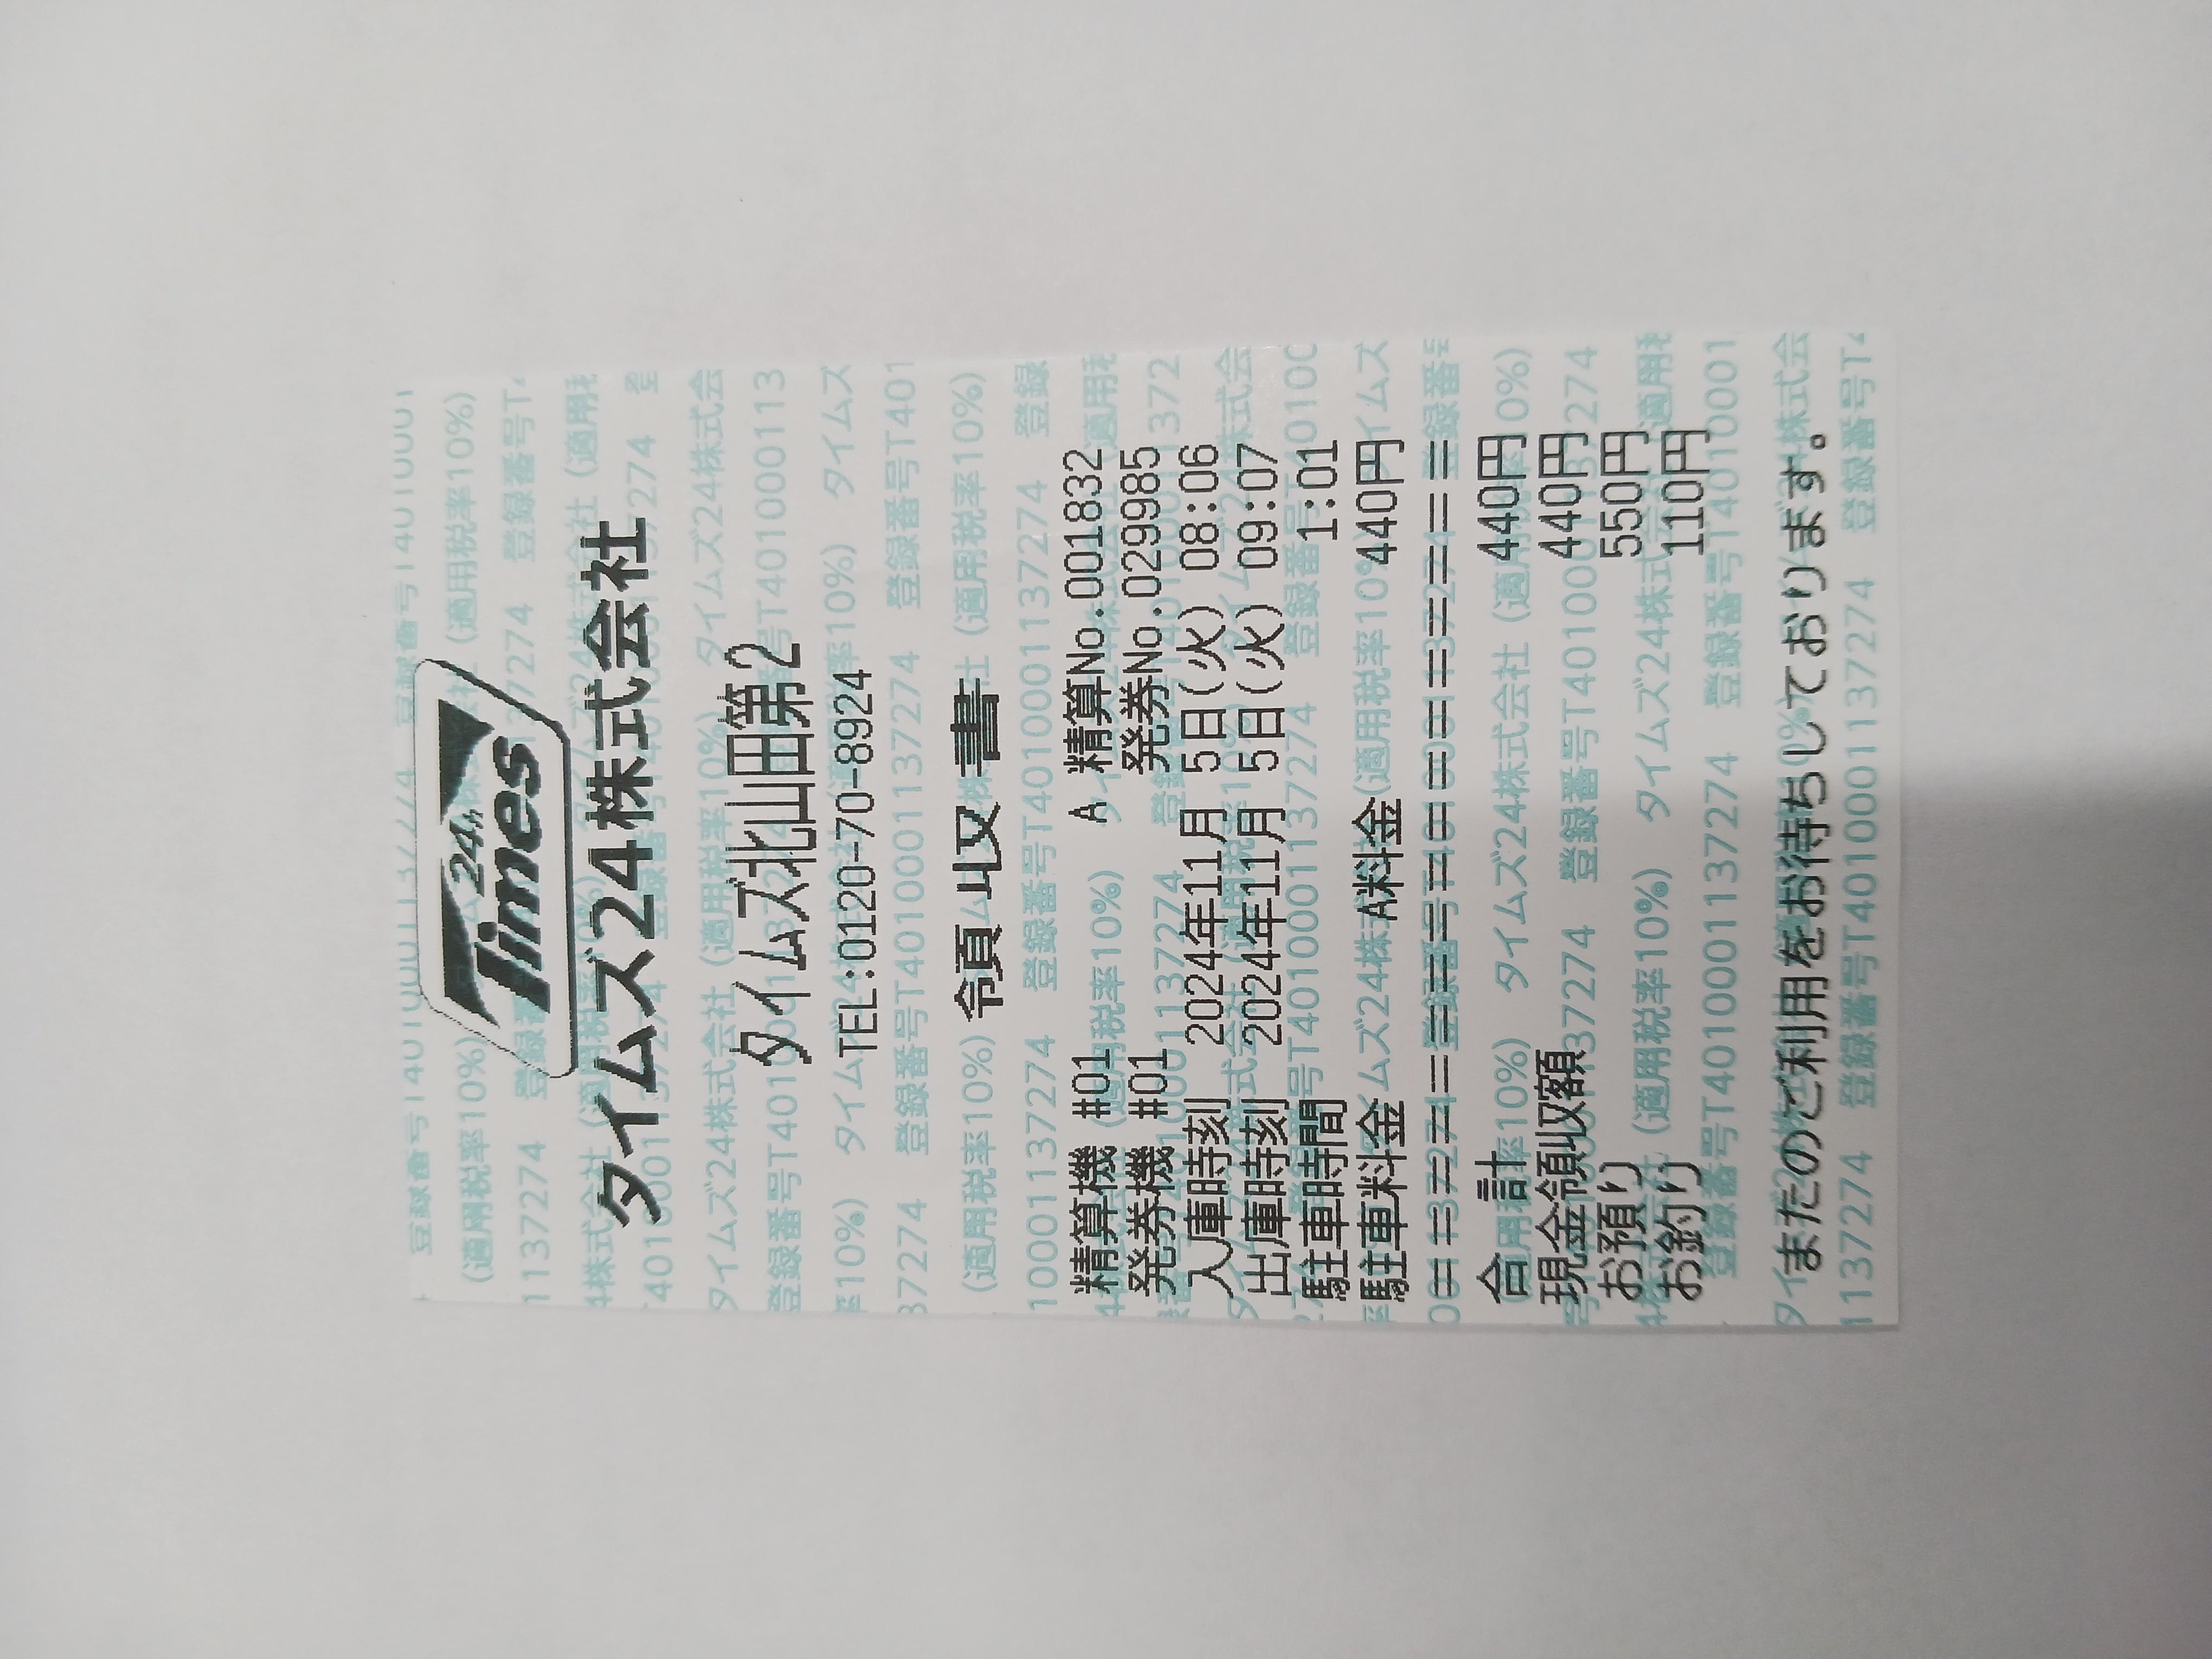 24h
Times
タイムズ24株式会社
タイムズ北山田第2
TEL:0120-70-8924
領収書
精算機 #01 A 精算No.001832
発券機 #01 発券No.029985
入庫時刻 2024年11月 5日(火) 08:06
出庫時刻 2024年11月 5日(火) 09:07
駐車時間 1:01
駐車料金 A料金 440円
合計 440円
現金領収額 440円
お預り 550円
お釣り 110円
またのご利用をお待ちしております。
タイムズ24株式会社 (適用税率10%)
登録番号T4010001137274